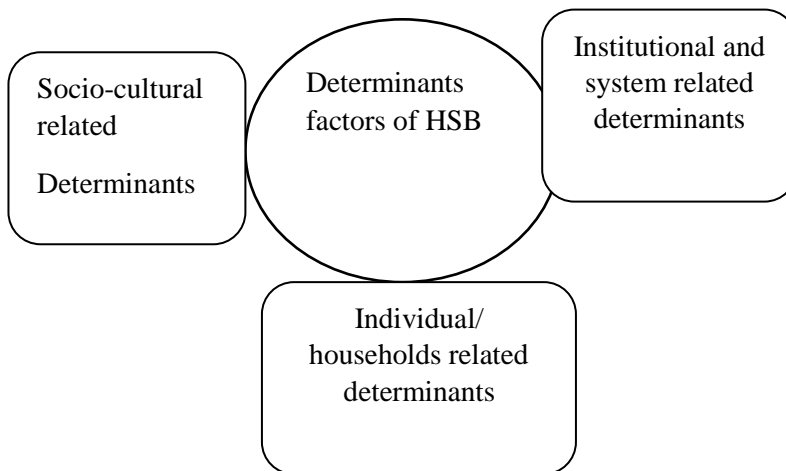 Socio-cultural
related
Determinants
Determinants
factors of HSB
Institutional and
system related
determinants
Individual/
households related
determinants